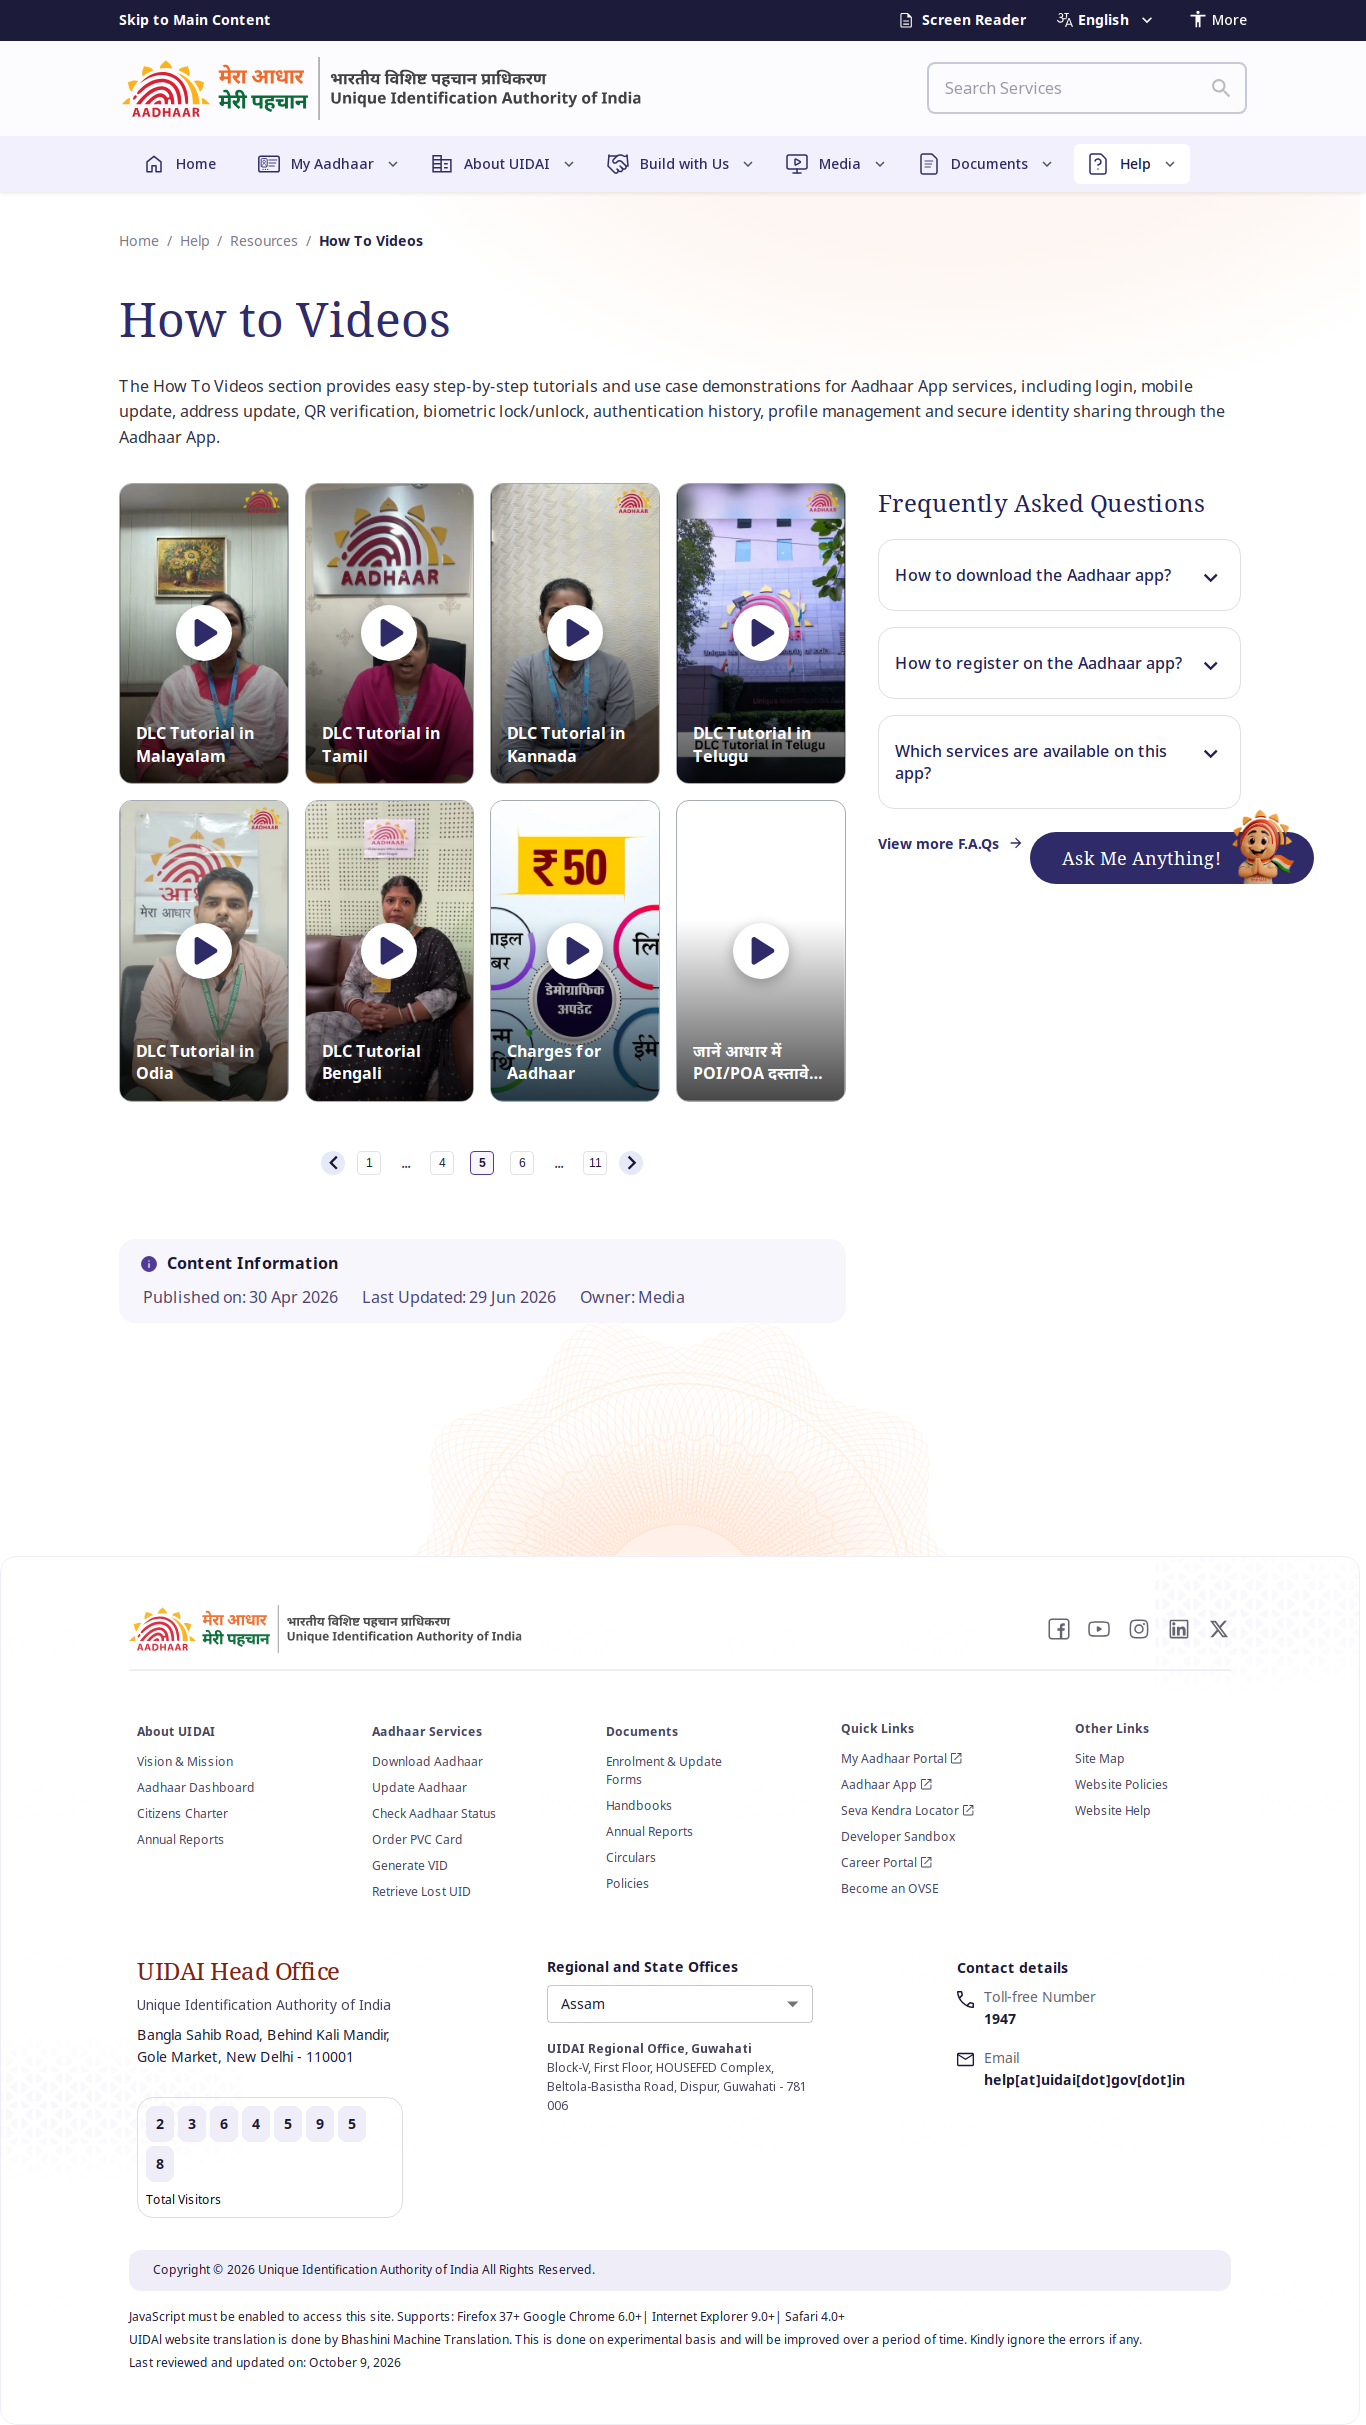 Skip to Main Content
Screen Reader
English
More
मेरा आधार
मेरी पहचान
AADHAAR
भारतीय विशिष्ट पहचान प्राधिकरण
Unique Identification Authority of India
Search Services
Home
My Aadhaar
About UIDAI
Build with Us
Media
Documents
Help
Home / Help / Resources / How To Videos
How to Videos
The How To Videos section provides easy step-by-step tutorials and use case demonstrations for Aadhaar App services, including login, mobile
update, address update, QR verification, biometric lock/unlock, authentication history, profile management and secure identity sharing through the
Aadhaar App.
AADHAAR
DLC Tutorial in
Malayalam
AADHAAR
DLC Tutorial in
Tamil
AADHAAR
DLC Tutorial in
Kannada
AADHAAR
DLC Tutorial in Telugu
DLC Tutorial in
Telugu
AADHAAR
मेरा आधार
DLC Tutorial in
Odia
DLC Tutorial
Bengali
₹50
डेमोग्राफिक
अपडेट
Charges for
Aadhaar
जानें आधार में
POI/POA दस्तावे...
Frequently Asked Questions
How to download the Aadhaar app?
How to register on the Aadhaar app?
Which services are available on this
app?
View more F.A.Qs
Ask Me Anything!
1 ... 4 5 6 ... 11
Content Information
Published on: 30 Apr 2026 Last Updated: 29 Jun 2026 Owner: Media
मेरा आधार
मेरी पहचान
AADHAAR
भारतीय विशिष्ट पहचान प्राधिकरण
Unique Identification Authority of India
About UIDAI
Vision & Mission
Aadhaar Dashboard
Citizens Charter
Annual Reports
Aadhaar Services
Download Aadhaar
Update Aadhaar
Check Aadhaar Status
Order PVC Card
Generate VID
Retrieve Lost UID
Documents
Enrolment & Update
Forms
Handbooks
Annual Reports
Circulars
Policies
Quick Links
My Aadhaar Portal
Aadhaar App
Seva Kendra Locator
Developer Sandbox
Career Portal
Become an OVSE
Other Links
Site Map
Website Policies
Website Help
UIDAI Head Office
Unique Identification Authority of India
Bangla Sahib Road, Behind Kali Mandir,
Gole Market, New Delhi - 110001
2 3 6 4 5 9 5
8
Total Visitors
Regional and State Offices
Assam
UIDAI Regional Office, Guwahati
Block-V, First Floor, HOUSEFED Complex,
Beltola-Basistha Road, Dispur, Guwahati - 781
006
Contact details
Toll-free Number
1947
Email
help[at]uidai[dot]gov[dot]in
Copyright © 2026 Unique Identification Authority of India All Rights Reserved.
JavaScript must be enabled to access this site. Supports: Firefox 37+ Google Chrome 6.0+| Internet Explorer 9.0+| Safari 4.0+
UIDAl website translation is done by Bhashini Machine Translation. This is done on experimental basis and will be improved over a period of time. Kindly ignore the errors if any.
Last reviewed and updated on: October 9, 2026